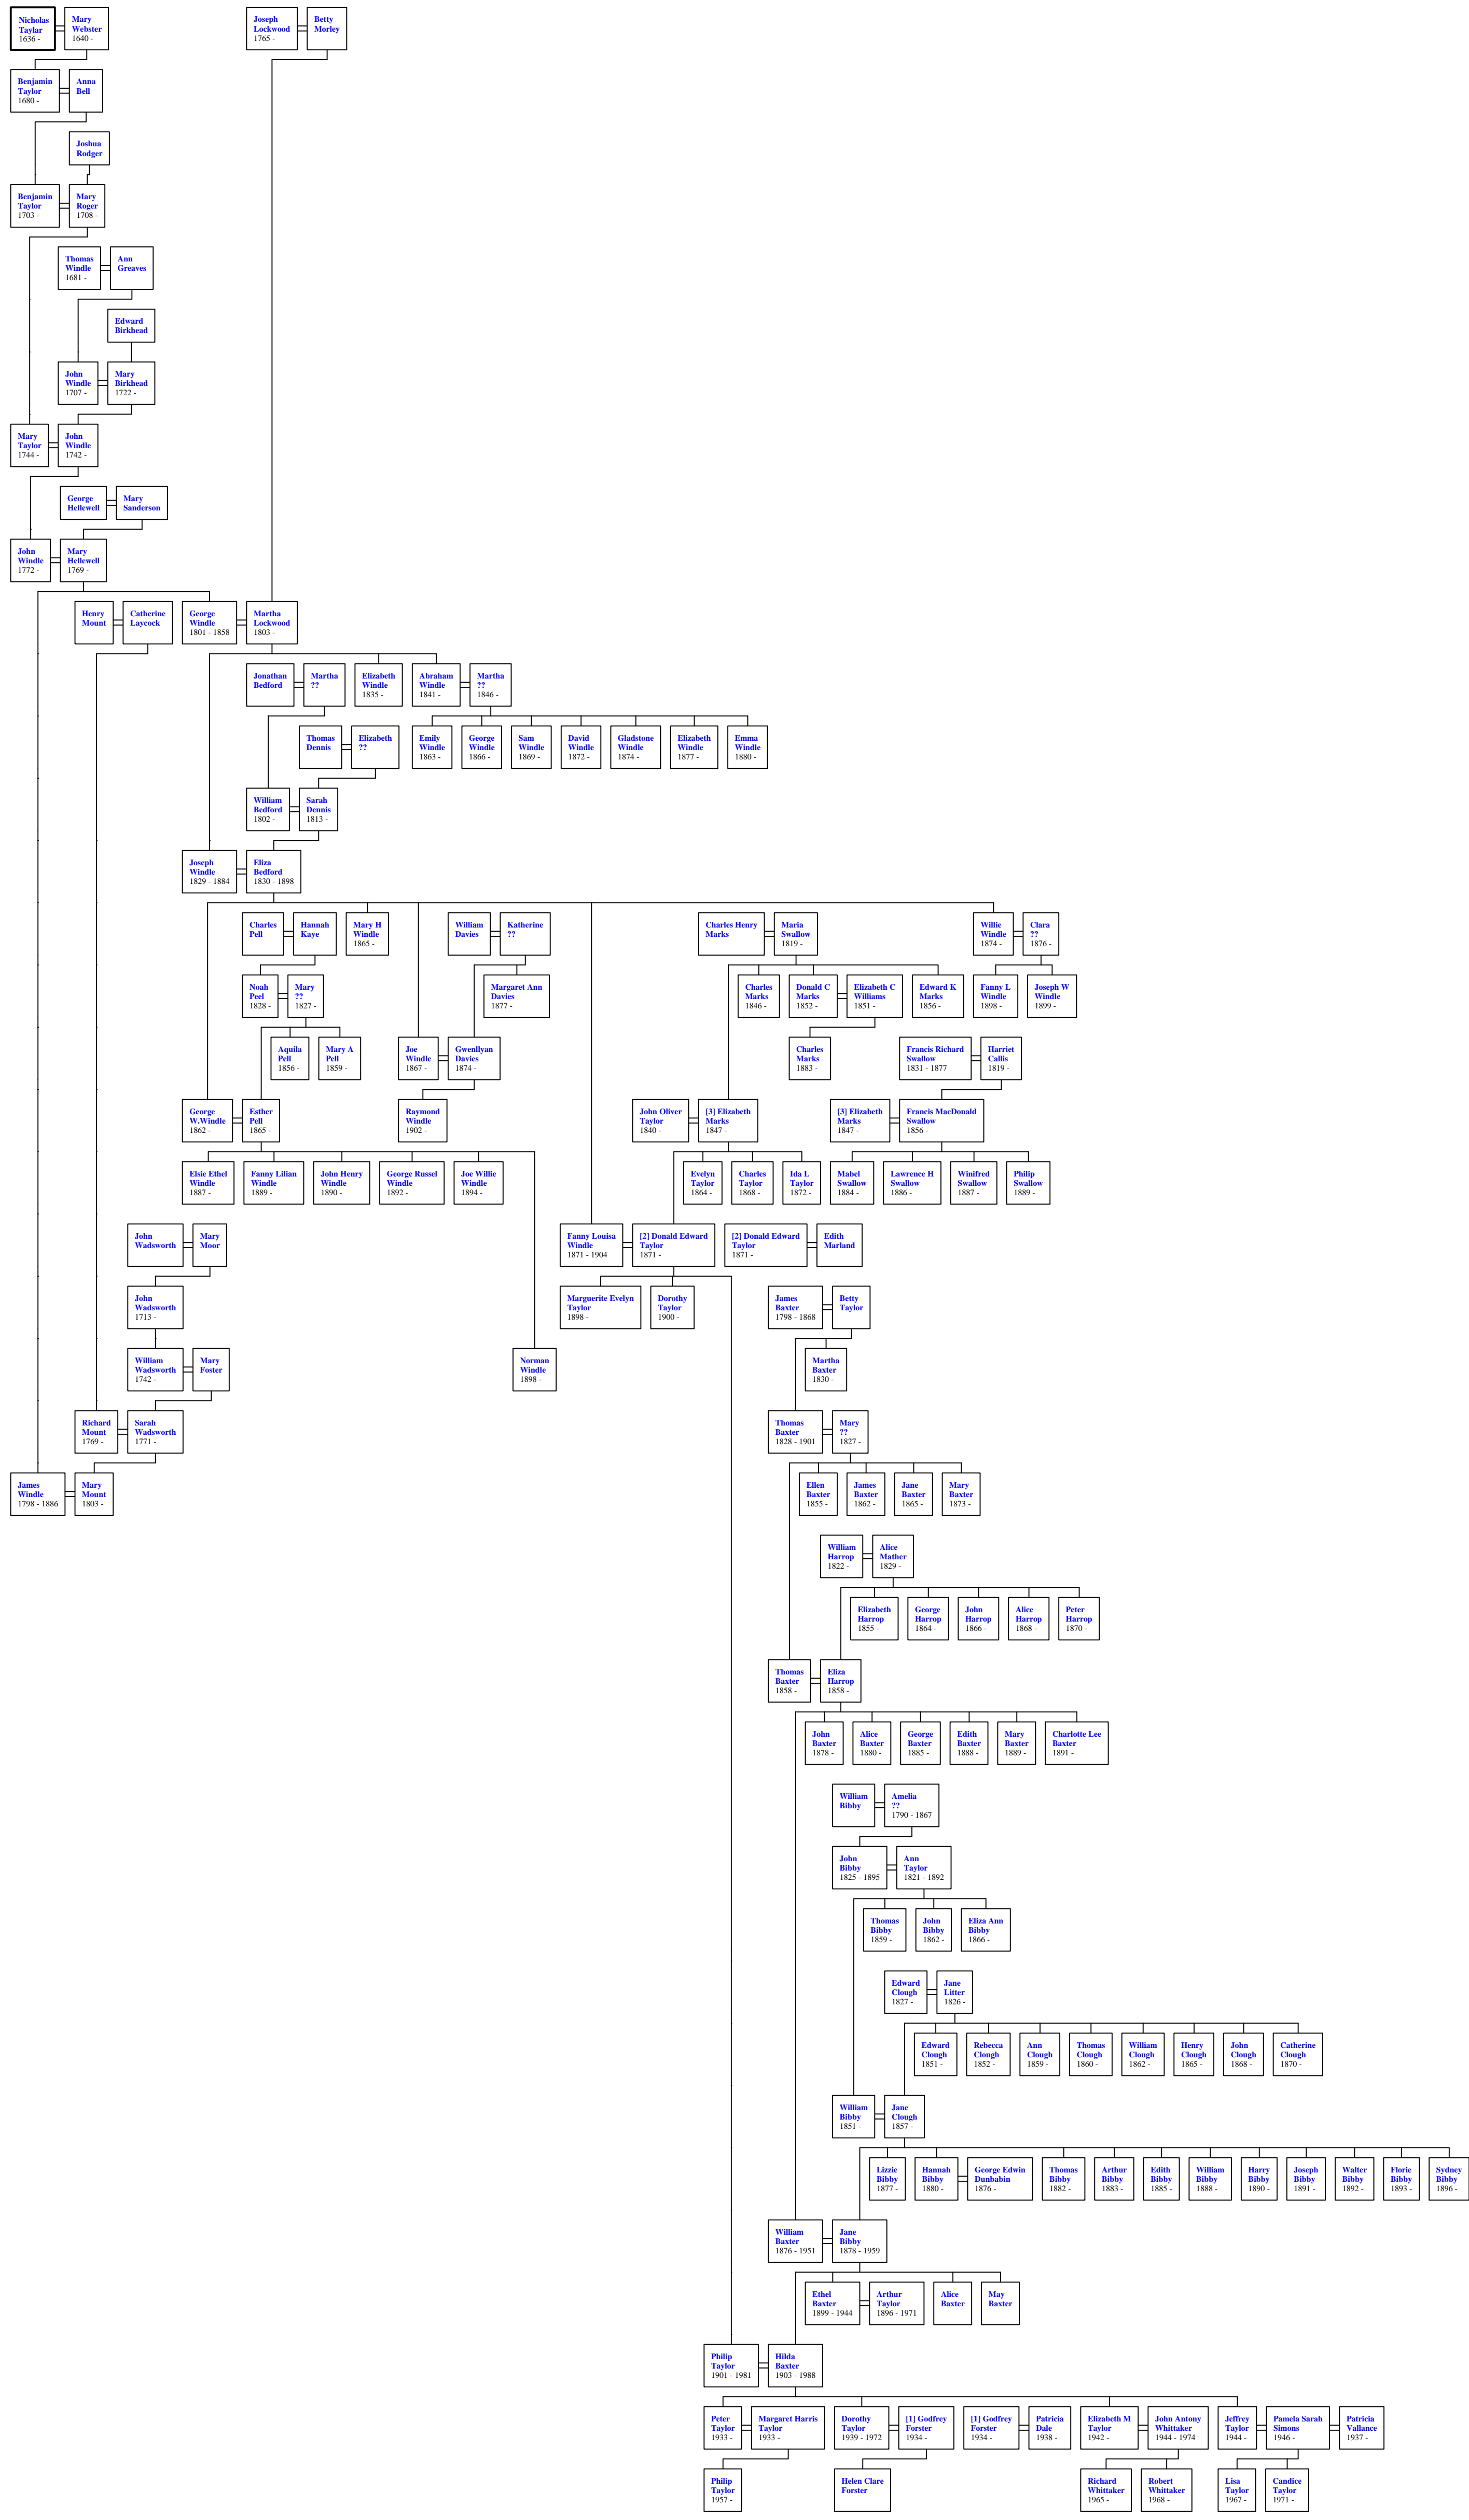 Nicholas
Taylar
1636 -
Mary
Webster
1640 -
Joseph
Lockwood
1765 -
Betty
Morley
Benjamin
Taylor
1680 -
Anna
Bell
Joshua
Rodger
Benjamin
Taylor
1703 -
Mary
Roger
1708 -
Thomas
Windle
1681 -
Ann
Greaves
Edward
Birkhead
John
Windle
1707 -
Mary
Birkhead
1722 -
Mary
Taylor
1744 -
John
Windle
1742 -
George
Hellewell
Mary
Sanderson
John
Windle
1772 -
Mary
Hellewell
1769 -
Henry
Mount
Catherine
Laycock
George
Windle
1801 - 1858
Martha
Lockwood
1803 -
Jonathan
Bedford
Martha
??
Elizabeth
Windle
1835 -
Abraham
Windle
1841 -
Martha
??
1846 -
Thomas
Dennis
Elizabeth
??
Emily
Windle
1863 -
George
Windle
1866 -
Sam
Windle
1869 -
David
Windle
1872 -
Gladstone
Windle
1874 -
Elizabeth
Windle
1877 -
Emma
Windle
1880 -
William
Bedford
1802 -
Sarah
Dennis
1813 -
Joseph
Windle
1829 - 1884
Eliza
Bedford
1830 - 1898
Charles
Pell
Hannah
Kaye
Mary H
Windle
1865 -
William
Davies
Katherine
??
Charles Henry
Marks
Maria
Swallow
1819 -
Willie
Windle
1874 -
Clara
??
1876 -
Noah
Peel
1828 -
Mary
??
1827 -
Margaret Ann
Davies
1877 -
Charles
Marks
1846 -
Donald C
Marks
1852 -
Elizabeth C
Williams
1851 -
Edward K
Marks
1856 -
Fanny L
Windle
1898 -
Joseph W
Windle
1899 -
Aquila
Pell
1856 -
Mary A
Pell
1859 -
Joe
Windle
1867 -
Gwenllyan
Davies
1874 -
Charles
Marks
1883 -
Francis Richard
Swallow
1831 - 1877
Harriet
Callis
1819 -
George
W.Windle
1862 -
Esther
Pell
1865 -
Raymond
Windle
1902 -
John Oliver
Taylor
1840 -
[3] Elizabeth
Marks
1847 -
[3] Elizabeth
Marks
1847 -
Francis MacDonald
Swallow
1856 -
Elsie Ethel
Windle
1887 -
Fanny Lilian
Windle
1889 -
John Henry
Windle
1890 -
George Russel
Windle
1892 -
Joe Willie
Windle
1894 -
Evelyn
Taylor
1864 -
Charles
Taylor
1868 -
Ida L
Taylor
1872 -
Mabel
Swallow
1884 -
Lawrence H
Swallow
1886 -
Winifred
Swallow
1887 -
Philip
Swallow
1889 -
John
Wadsworth
Mary
Moor
Fanny Louisa
Windle
1871 - 1904
[2] Donald Edward
Taylor
1871 -
[2] Donald Edward
Taylor
1871 -
Edith
Marland
John
Wadsworth
1713 -
Marguerite Evelyn
Taylor
1898 -
Dorothy
Taylor
1900 -
James
Baxter
1798 - 1868
Betty
Taylor
William
Wadsworth
1742 -
Mary
Foster
Norman
Windle
1898 -
Martha
Baxter
1830 -
Richard
Mount
1769 -
Sarah
Wadsworth
1771 -
Thomas
Baxter
1828 - 1901
Mary
??
1827 -
James
Windle
1798 - 1886
Mary
Mount
1803 -
Ellen
Baxter
1855 -
James
Baxter
1862 -
Jane
Baxter
1865 -
Mary
Baxter
1873 -
William
Harrop
1822 -
Alice
Mather
1829 -
Elizabeth
Harrop
1855 -
George
Harrop
1864 -
John
Harrop
1866 -
Alice
Harrop
1868 -
Peter
Harrop
1870 -
Thomas
Baxter
1858 -
Eliza
Harrop
1858 -
John
Baxter
1878 -
Alice
Baxter
1880 -
George
Baxter
1885 -
Edith
Baxter
1888 -
Mary
Baxter
1889 -
Charlotte Lee
Baxter
1891 -
William
Bibby
Amelia
??
1790 - 1867
John
Bibby
1825 - 1895
Ann
Taylor
1821 - 1892
Thomas
Bibby
1859 -
John
Bibby
1862 -
Eliza Ann
Bibby
1866 -
Edward
Clough
1827 -
Jane
Litter
1826 -
Edward
Clough
1851 -
Rebecca
Clough
1852 -
Ann
Clough
1859 -
Thomas
Clough
1860 -
William
Clough
1862 -
Henry
Clough
1865 -
John
Clough
1868 -
Catherine
Clough
1870 -
William
Bibby
1851 -
Jane
Clough
1857 -
Lizzie
Bibby
1877 -
Hannah
Bibby
1880 -
George Edwin
Dunbabin
1876 -
Thomas
Bibby
1882 -
Arthur
Bibby
1883 -
Edith
Bibby
1885 -
William
Bibby
1888 -
Harry
Bibby
1890 -
Joseph
Bibby
1891 -
Walter
Bibby
1892 -
Florie
Bibby
1893 -
Sydney
Bibby
1896 -
William
Baxter
1876 - 1951
Jane
Bibby
1878 - 1959
Ethel
Baxter
1899 - 1944
Arthur
Taylor
1896 - 1971
Alice
Baxter
May
Baxter
Philip
Taylor
1901 - 1981
Hilda
Baxter
1903 - 1988
Peter
Taylor
1933 -
Margaret Harris
Taylor
1933 -
Dorothy
Taylor
1939 - 1972
[1] Godfrey
Forster
1934 -
[1] Godfrey
Forster
1934 -
Patricia
Dale
1938 -
Elizabeth M
Taylor
1942 -
John Antony
Whittaker
1944 - 1974
Jeffrey
Taylor
1944 -
Pamela Sarah
Simons
1946 -
Patricia
Vallance
1937 -
Philip
Taylor
1957 -
Helen Clare
Forster
Richard
Whittaker
1965 -
Robert
Whittaker
1968 -
Lisa
Taylor
1967 -
Candice
Taylor
1971 -